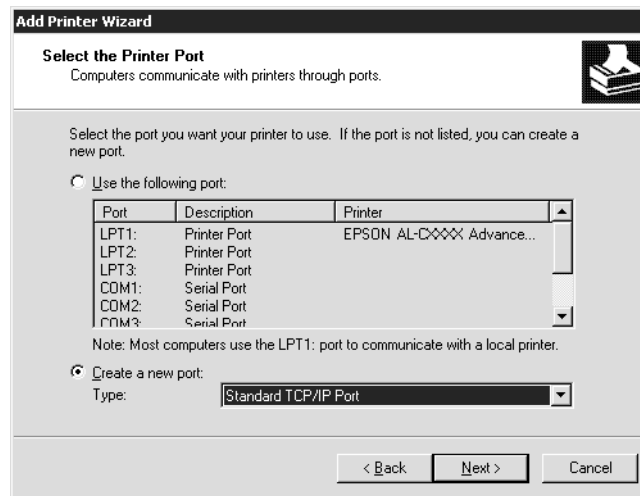 Add Printer Wizard
Select the Printer Port
Computers communicate with printers through ports.
Select the port you want your printer to use. If the port is not listed, you can create a
new port.
Use the following port:
Port Description Printer
LPT1: Printer Port EPSON AL-CXXXX Advance...
LPT2: Printer Port
LPT3: Printer Port
COM1: Serial Port
COM2: Serial Port
COM3: Serial Port
Note: Most computers use the LPT1: port to communicate with a local printer.
Create a new port:
Type: Standard TCP/IP Port
< Back Next > Cancel